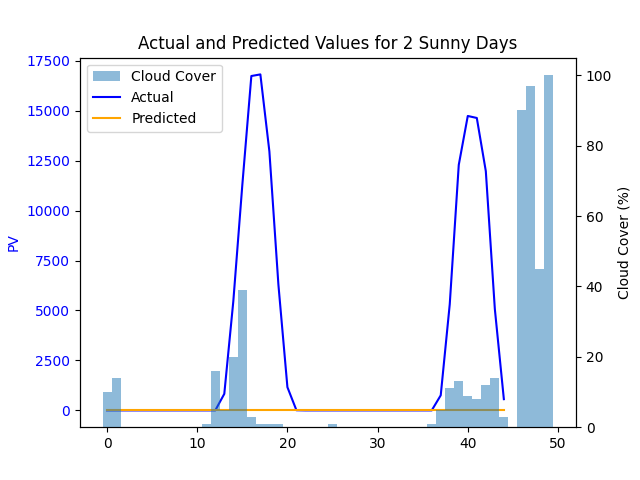 Actual and Predicted Values for 2 Sunny Days
Cloud Cover
Actual
Predicted
PV
17500
15000
12500
10000
7500
5000
2500
0
100
80
60
40
20
0
Cloud Cover (%)
0 10 20 30 40 50